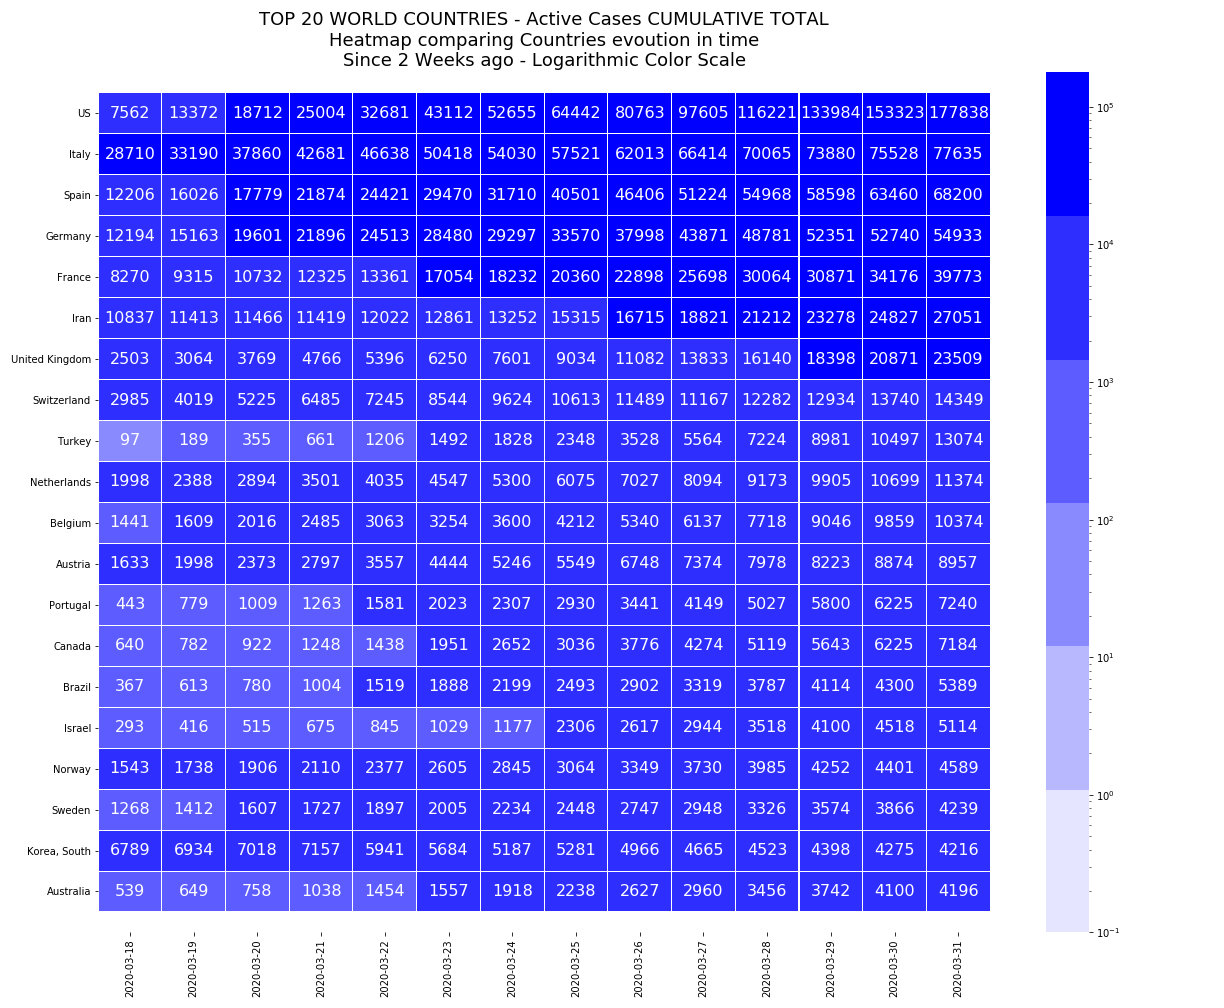 TOP 20 WORLD COUNTRIES - Active Cases CUMULATIVE TOTAL
Heatmap comparing Countries evoution in time
Since 2 Weeks ago - Logarithmic Color Scale
US 7562 13372 18712 25004 32681 43112 52655 64442 80763 97605 116221 133984 153323 177838
Italy 28710 33190 37860 42681 46638 50418 54030 57521 62013 66414 70065 73880 75528 77635
Spain 12206 16026 17779 21874 24421 29470 31710 40501 46406 51224 54968 58598 63460 68200
Germany 12194 15163 19601 21896 24513 28480 29297 33570 37998 43871 48781 52351 52740 54933
France 8270 9315 10732 12325 13361 17054 18232 20360 22898 25698 30064 30871 34176 39773
Iran 10837 11413 11466 11419 12022 12861 13252 15315 16715 18821 21212 23278 24827 27051
United Kingdom 2503 3064 3769 4766 5396 6250 7601 9034 11082 13833 16140 18398 20871 23509
Switzerland 2985 4019 5225 6485 7245 8544 9624 10613 11489 11167 12282 12934 13740 14349
Turkey 97 189 355 661 1206 1492 1828 2348 3528 5564 7224 8981 10497 13074
Netherlands 1998 2388 2894 3501 4035 4547 5300 6075 7027 8094 9173 9905 10699 11374
Belgium 1441 1609 2016 2485 3063 3254 3600 4212 5340 6137 7718 9046 9859 10374
Austria 1633 1998 2373 2797 3557 4444 5246 5549 6748 7374 7978 8223 8874 8957
Portugal 443 779 1009 1263 1581 2023 2307 2930 3441 4149 5027 5800 6225 7240
Canada 640 782 922 1248 1438 1951 2652 3036 3776 4274 5119 5643 6225 7184
Brazil 367 613 780 1004 1519 1888 2199 2493 2902 3319 3787 4114 4300 5389
Israel 293 416 515 675 845 1029 1177 2306 2617 2944 3518 4100 4518 5114
Norway 1543 1738 1906 2110 2377 2605 2845 3064 3349 3730 3985 4252 4401 4589
Sweden 1268 1412 1607 1727 1897 2005 2234 2448 2747 2948 3326 3574 3866 4239
Korea, South 6789 6934 7018 7157 5941 5684 5187 5281 4966 4665 4523 4398 4275 4216
Australia 539 649 758 1038 1454 1557 1918 2238 2627 2960 3456 3742 4100 4196
2020-03-18 2020-03-19 2020-03-20 2020-03-21 2020-03-22 2020-03-23 2020-03-24 2020-03-25 2020-03-26 2020-03-27 2020-03-28 2020-03-29 2020-03-30 2020-03-31
10⁵
10⁴
10³
10²
10¹
10⁰
10⁻¹